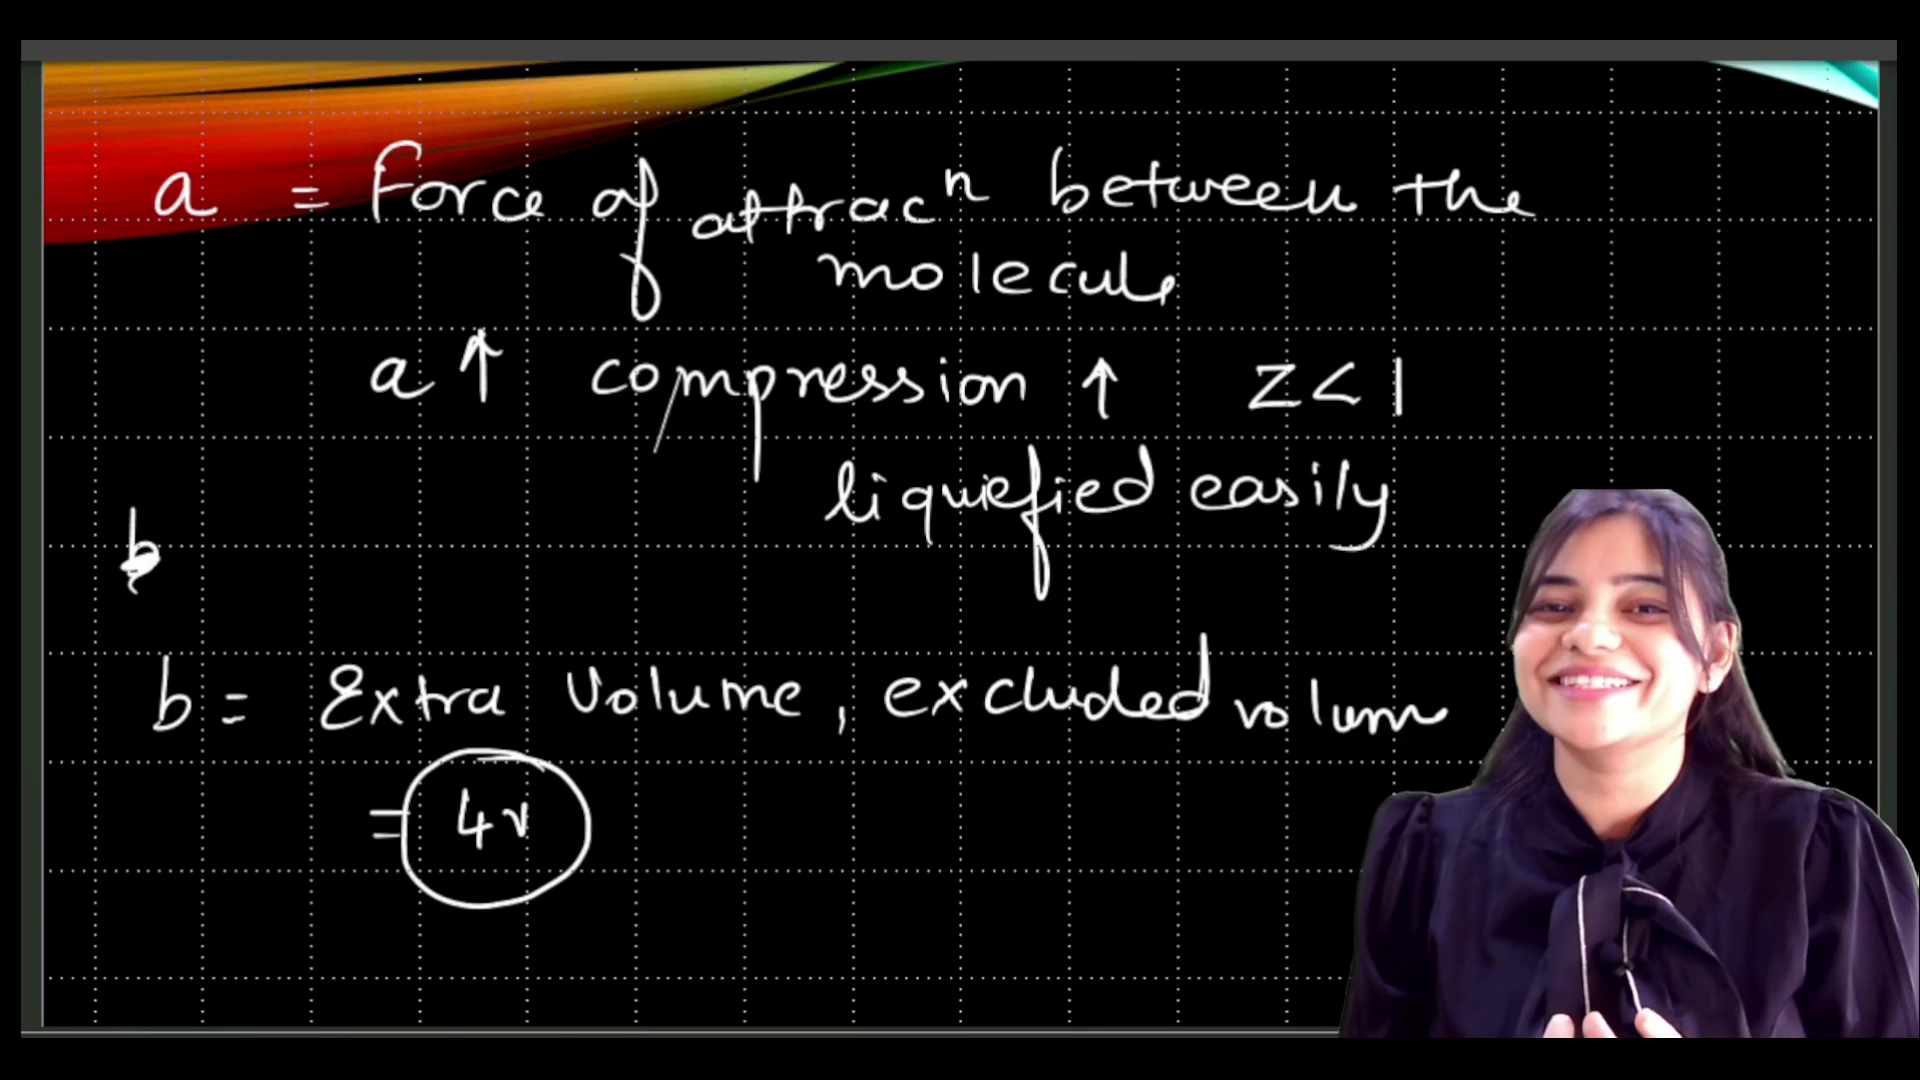 a = Force of attracⁿ between the
molecule
a ↑ compression ↑ Z < 1
liquefied easily
b
b = Extra Volume, excluded volume
= 4v